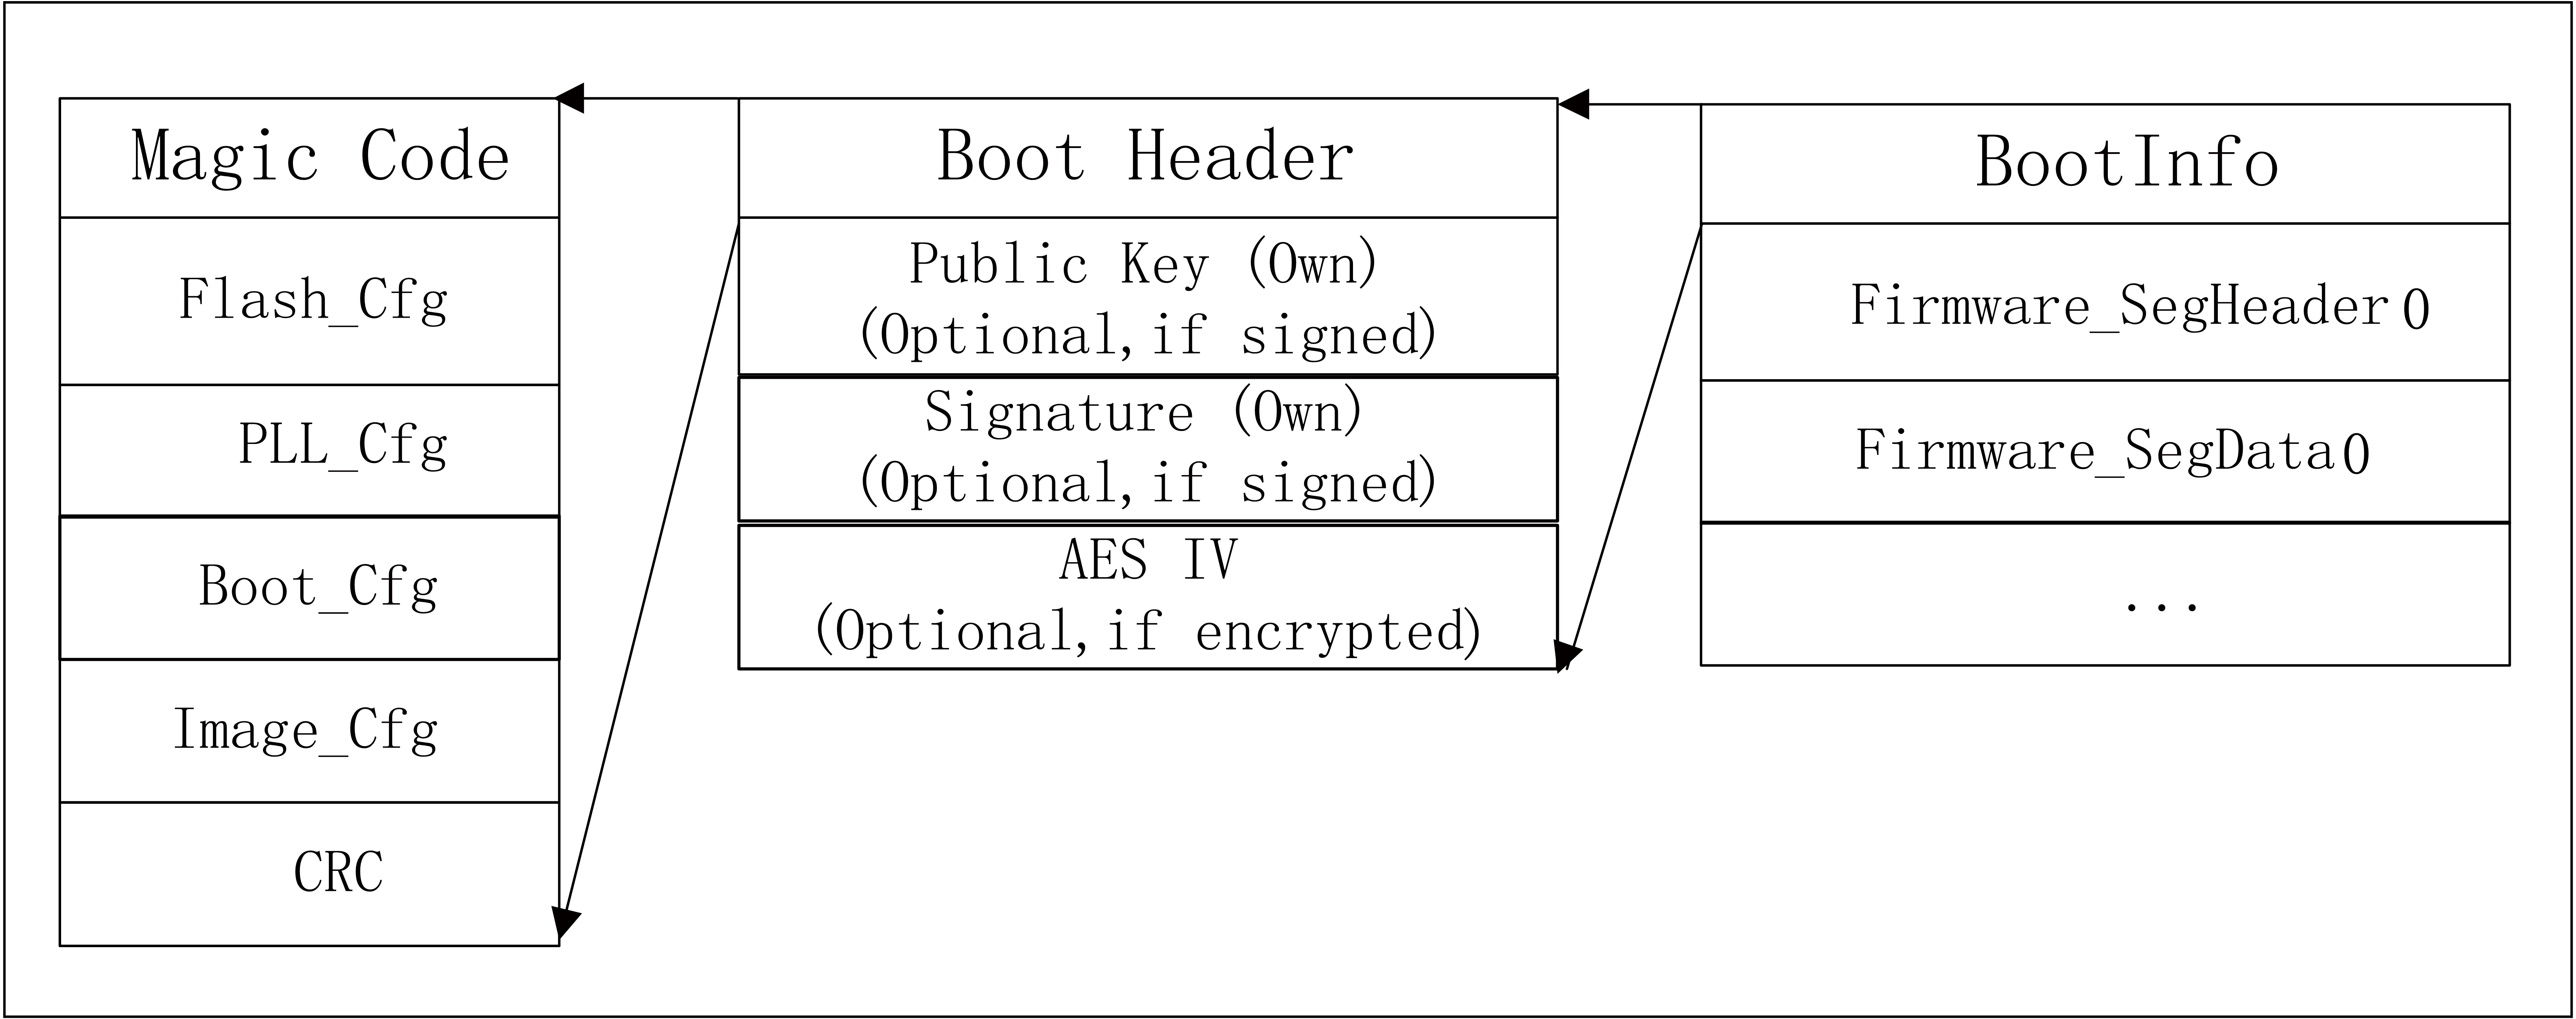 Magic Code
Flash_Cfg
PLL_Cfg
Boot_Cfg
Image_Cfg
CRC
Boot Header
Public Key (Own)
(Optional,if signed)
Signature (Own)
(Optional,if signed)
AES IV
(Optional,if encrypted)
BootInfo
Firmware_SegHeader0
Firmware_SegData0
...